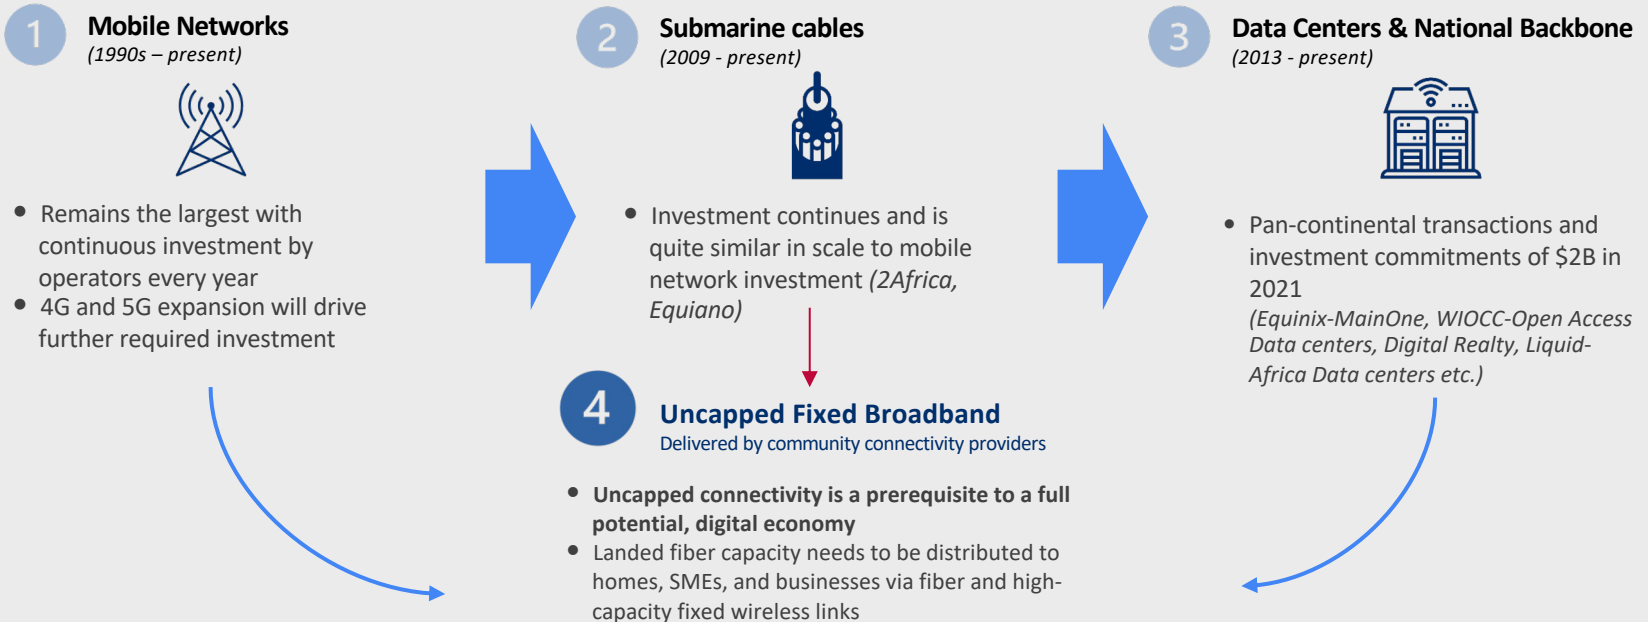 1
Mobile Networks
(1990s – present)
• Remains the largest with
continuous investment by
operators every year
• 4G and 5G expansion will drive
further required investment
2
Submarine cables
(2009 - present)
• Investment continues and is
quite similar in scale to mobile
network investment (2Africa,
Equiano)
3
Data Centers & National Backbone
(2013 - present)
• Pan-continental transactions and
investment commitments of $2B in
2021
(Equinix-MainOne, WIOCC-Open Access
Data centers, Digital Realty, Liquid-
Africa Data centers etc.)
4
Uncapped Fixed Broadband
Delivered by community connectivity providers
• Uncapped connectivity is a prerequisite to a full
potential, digital economy
• Landed fiber capacity needs to be distributed to
homes, SMEs, and businesses via fiber and high-
capacity fixed wireless links